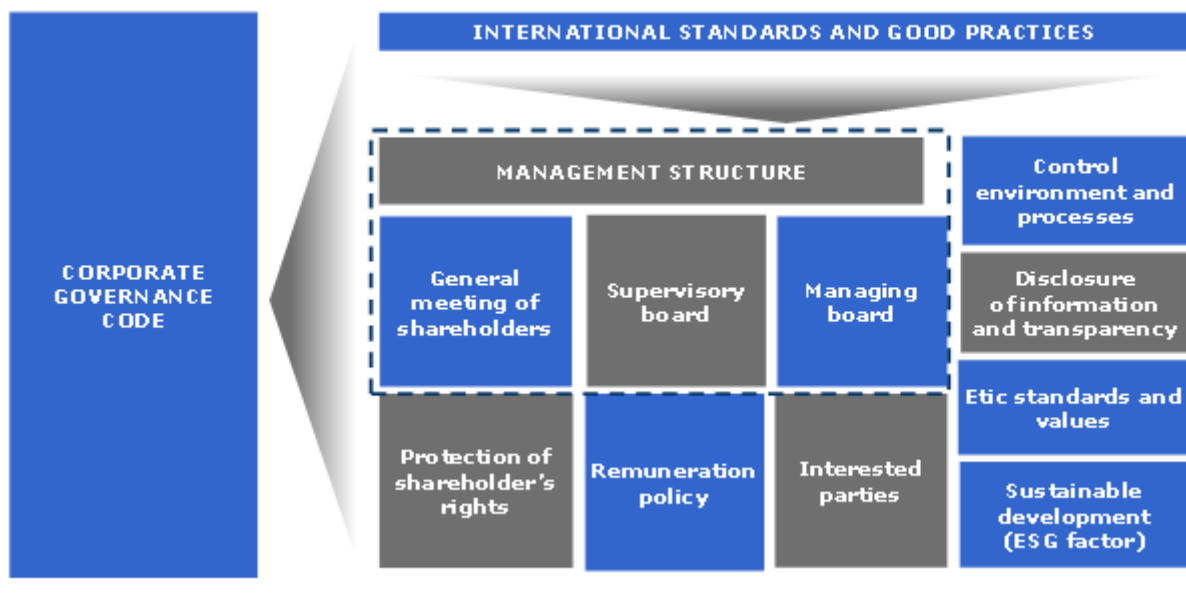 INTERNATIONAL STANDARDS AND GOOD PRACTICES
CORPORATE
GOVERNANCE
CODE
MANAGEMENT STRUCTURE
General
meeting of
shareholders
Supervisory
board
Managing
board
Protection of
shareholder's
rights
Remuneration
policy
Interested
parties
Control
environment and
processes
Disclosure
of information
and transparency
Etic standards and
values
Sustainable
development
(ESG factor)